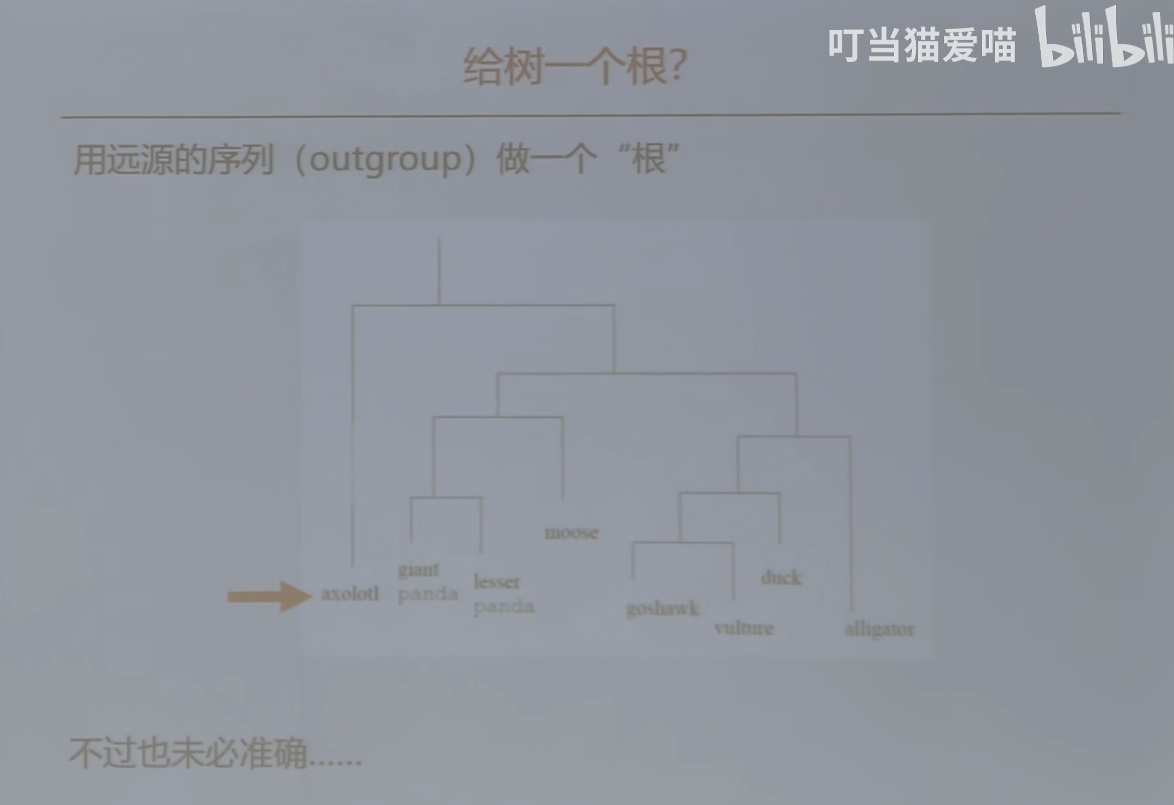 叮当猫爱喵 bilibili
给树一个根?
用远源的序列（outgroup）做一个“根”
moose
giant
panda
lesser
panda
axolotl
duck
goshawk
vulture
alligator
不过也未必准确……